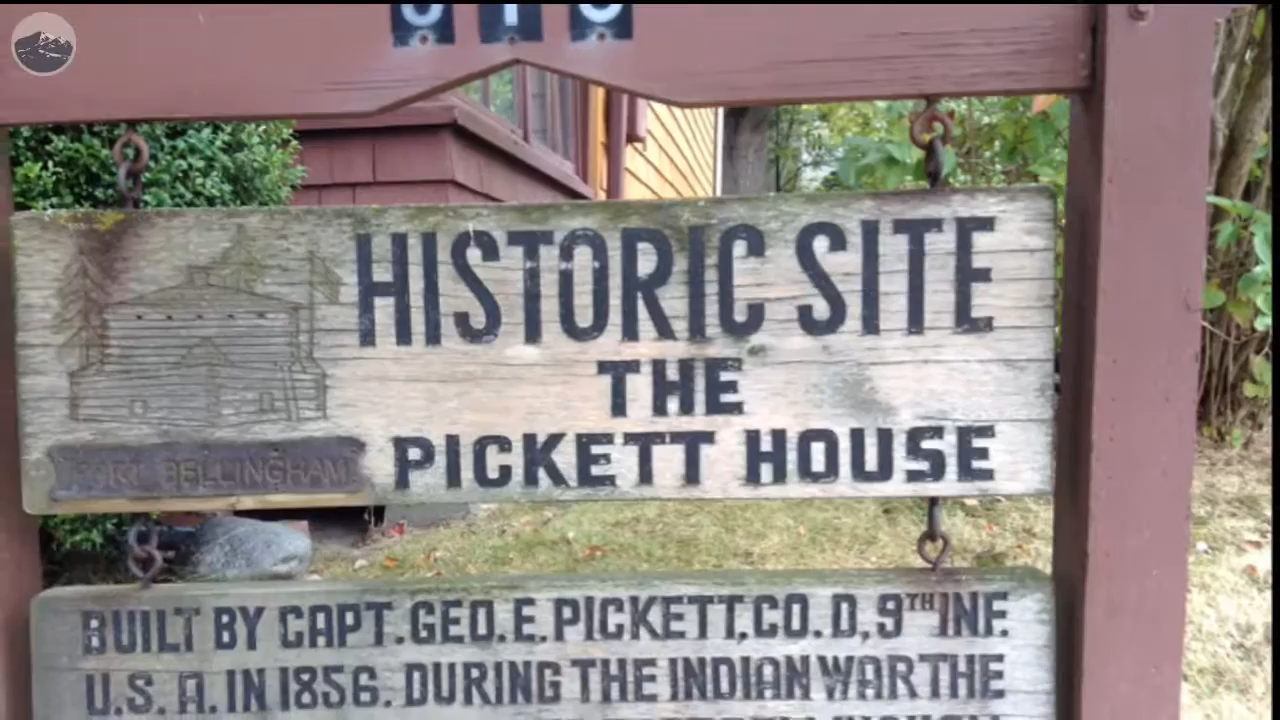 HISTORIC SITE
THE
PICKETT HOUSE
FORT BELLINGHAM
BUILT BY CAPT. GEO. E. PICKETT, CO. D, 9TH INF.
U.S. A. IN 1856. DURING THE INDIAN WAR THE